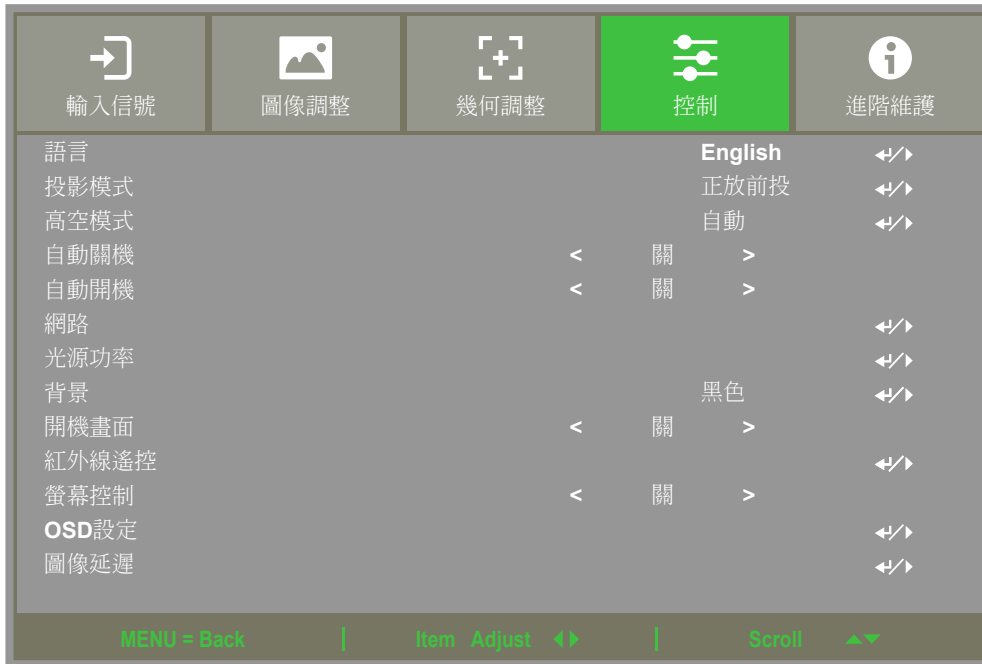 輸入信號 圖像調整 幾何調整 控制 進階維護
語言 English
投影模式 正放前投
高空模式 自動
自動關機 < 關 >
自動開機 < 關 >
網路
光源功率
背景 黑色
開機畫面 < 關 >
紅外線遙控
螢幕控制 < 關 >
OSD設定
圖像延遲
MENU = Back | Item Adjust | Scroll